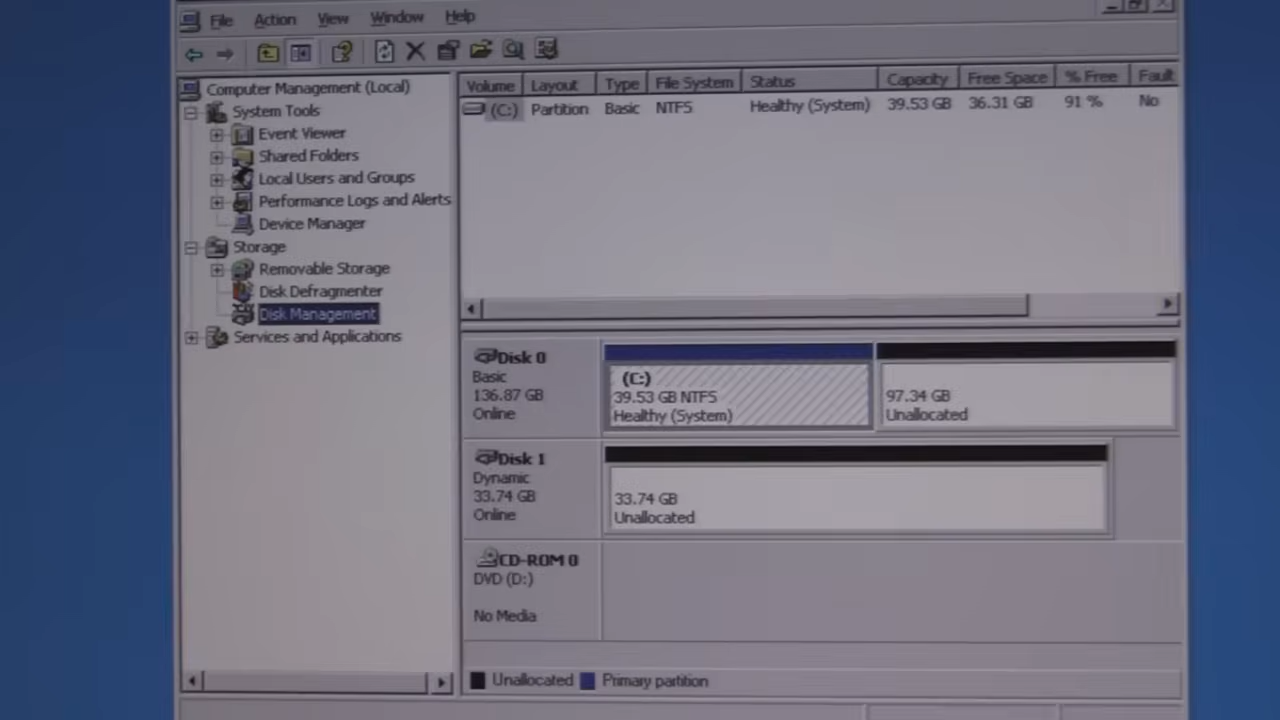 File Action View Window Help
Computer Management (Local)
System Tools
Event Viewer
Shared Folders
Local Users and Groups
Performance Logs and Alerts
Device Manager
Storage
Removable Storage
Disk Defragmenter
Disk Management
Services and Applications
Volume Layout Type File System Status Capacity Free Space % Free Fault
(C:) Partition Basic NTFS Healthy (System) 39.53 GB 36.31 GB 91 % No
Disk 0
Basic
136.87 GB
Online
(C:)
39.53 GB NTFS
Healthy (System)
97.34 GB
Unallocated
Disk 1
Dynamic
33.74 GB
Online
33.74 GB
Unallocated
CD-ROM 0
DVD (D:)
No Media
Unallocated Primary partition